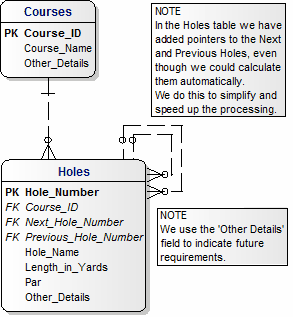 Courses
PK Course_ID
Course_Name
Other_Details
NOTE
In the Holes table we have
added pointers to the Next
and Previous Holes, even
though we could calculate
them automatically.
We do this to simplify and
speed up the processing.
Holes
PK Hole_Number
FK Course_ID
FK Next_Hole_Number
FK Previous_Hole_Number
Hole_Name
Length_in_Yards
Par
Other_Details
NOTE
We use the 'Other Details'
field to indicate future
requirements.